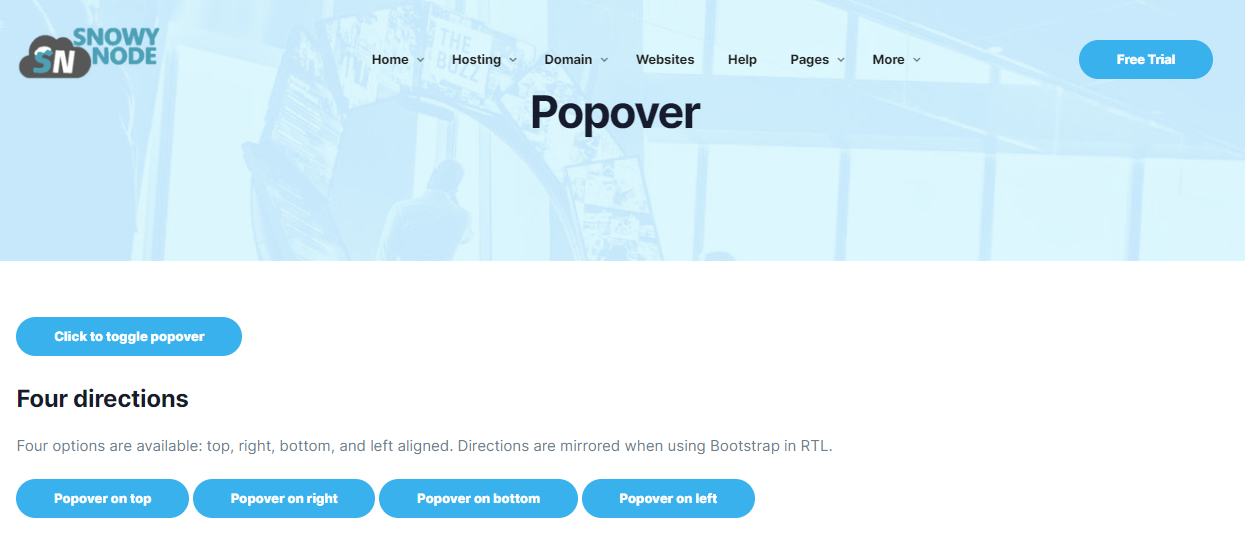 SNOWY
NODE
SN
Home Hosting Domain Websites Help Pages More
Free Trial
THE
BUZZ
Popover
Click to toggle popover
Four directions
Four options are available: top, right, bottom, and left aligned. Directions are mirrored when using Bootstrap in RTL.
Popover on top Popover on right Popover on bottom Popover on left